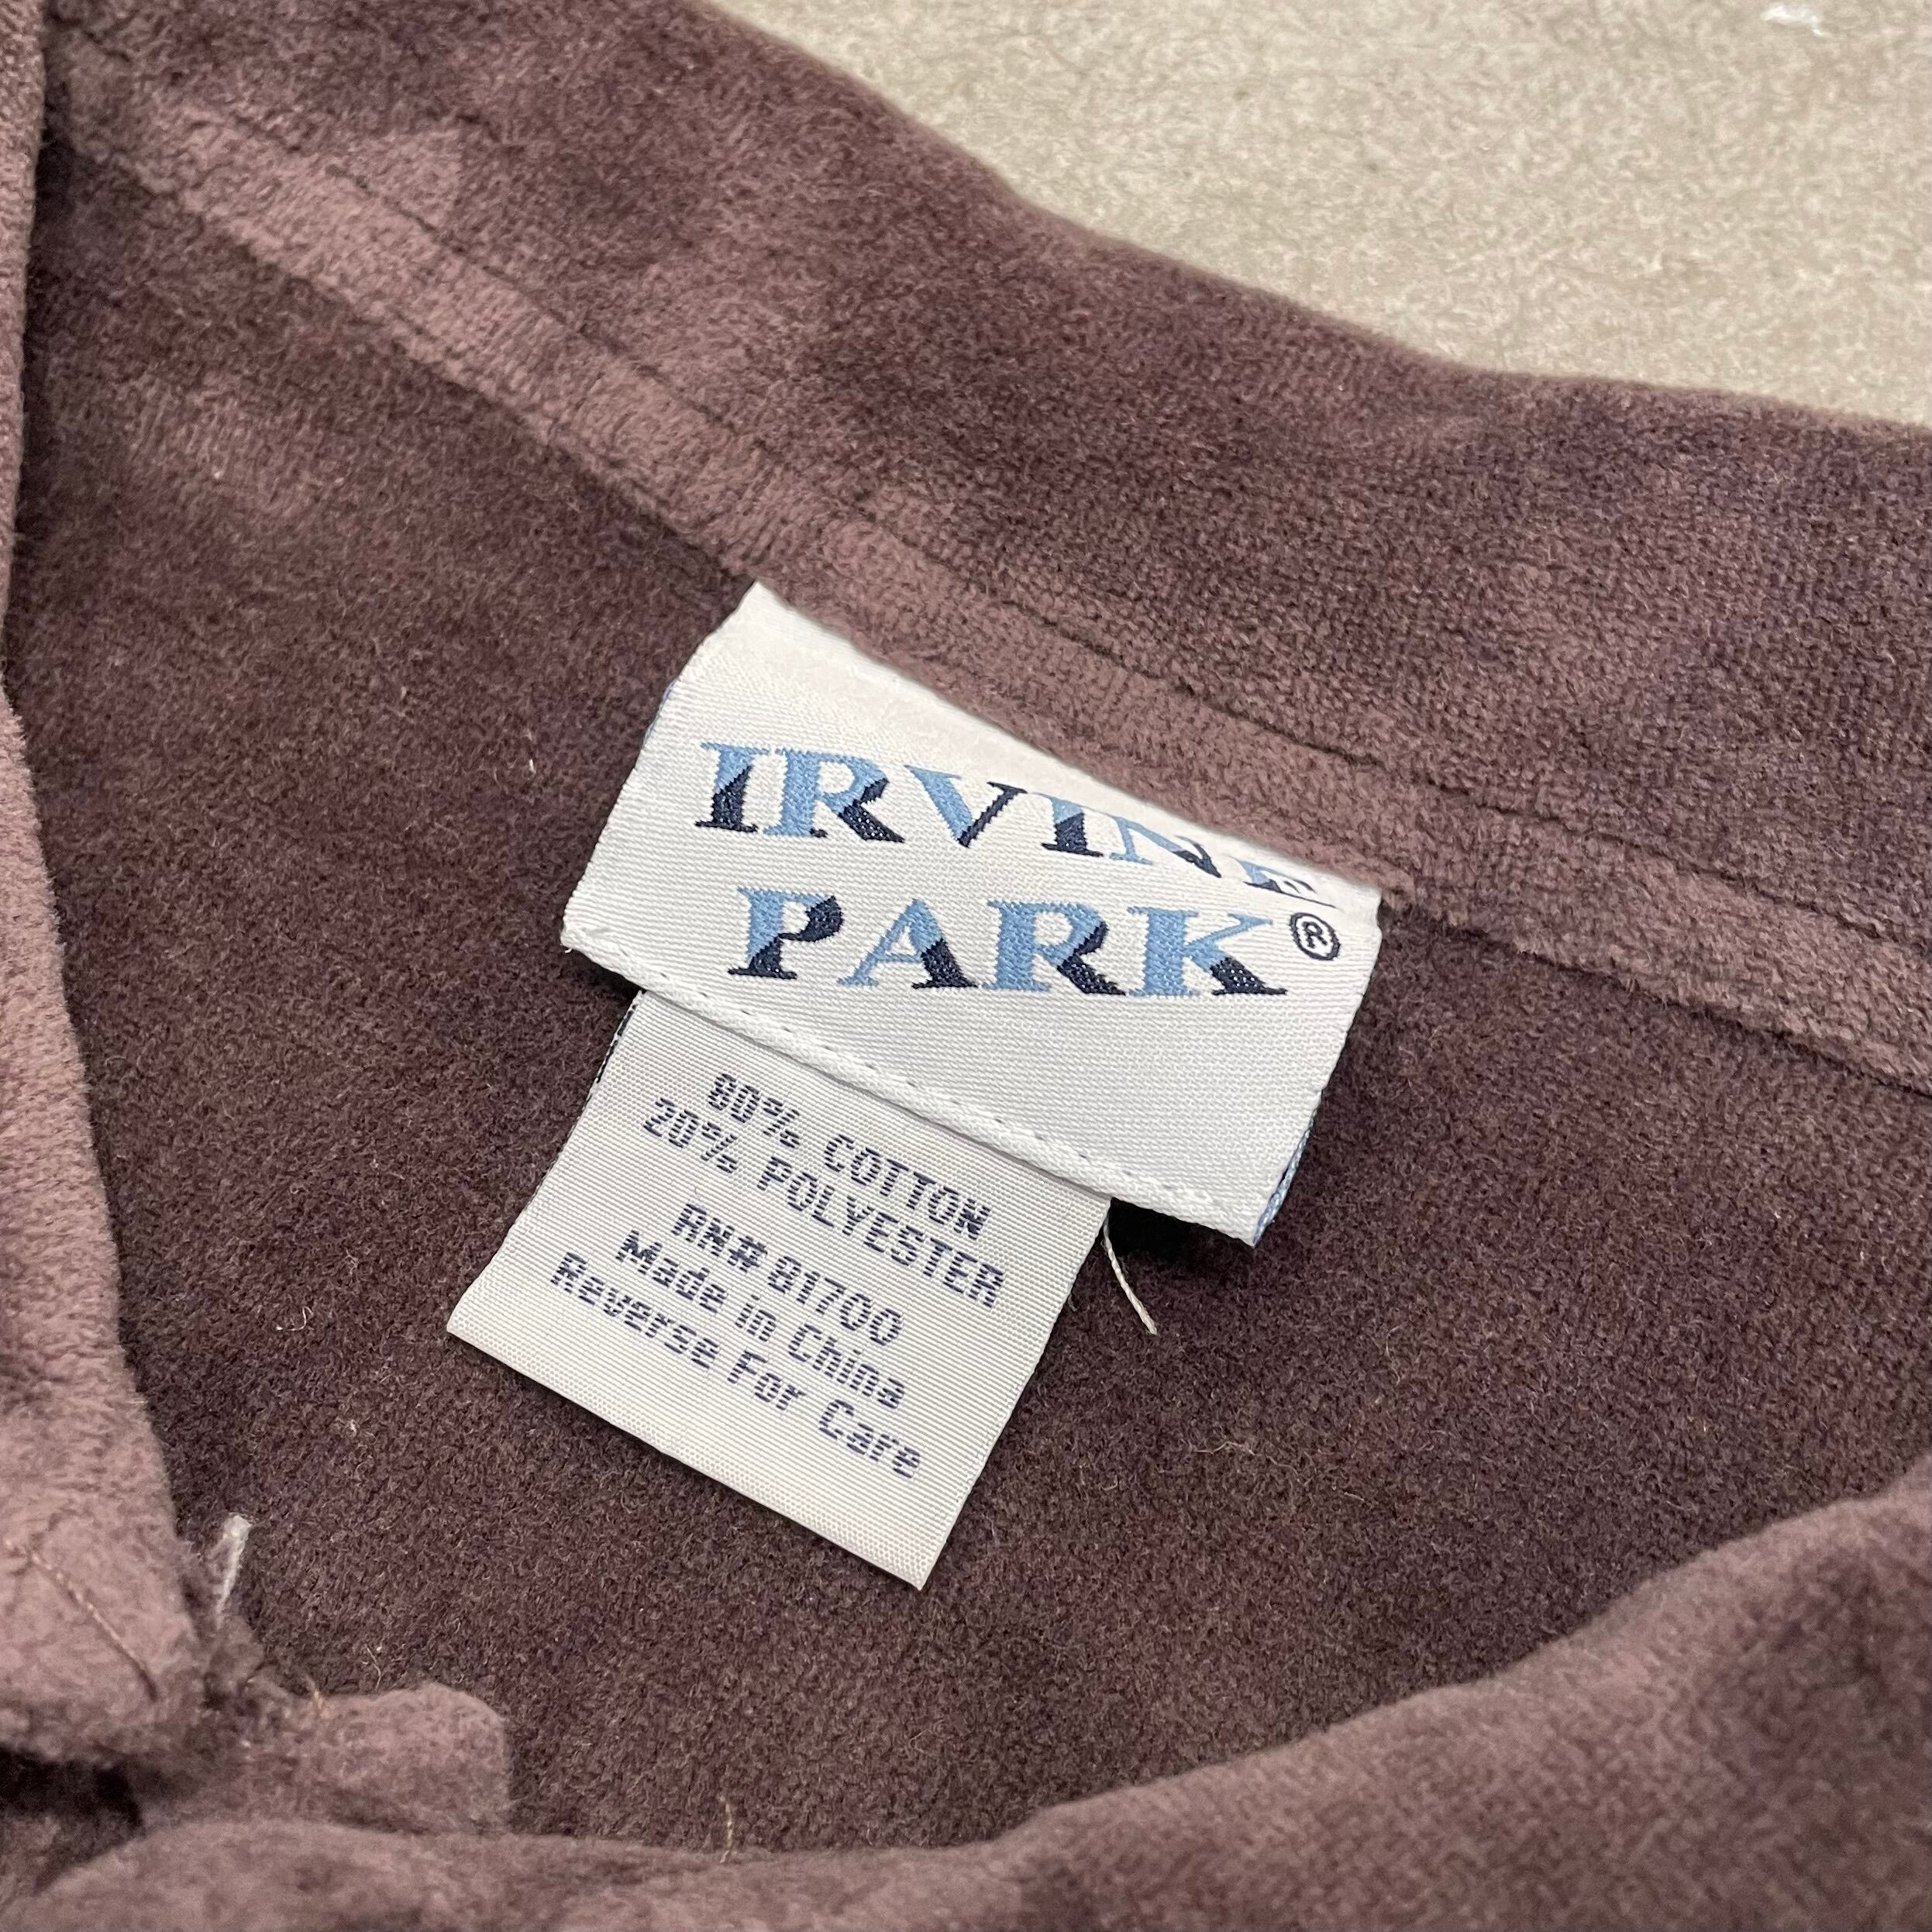 IRVINE
PARK®
80% COTTON
20% POLYESTER
RN# 81700
Made in China
Reverse For Care